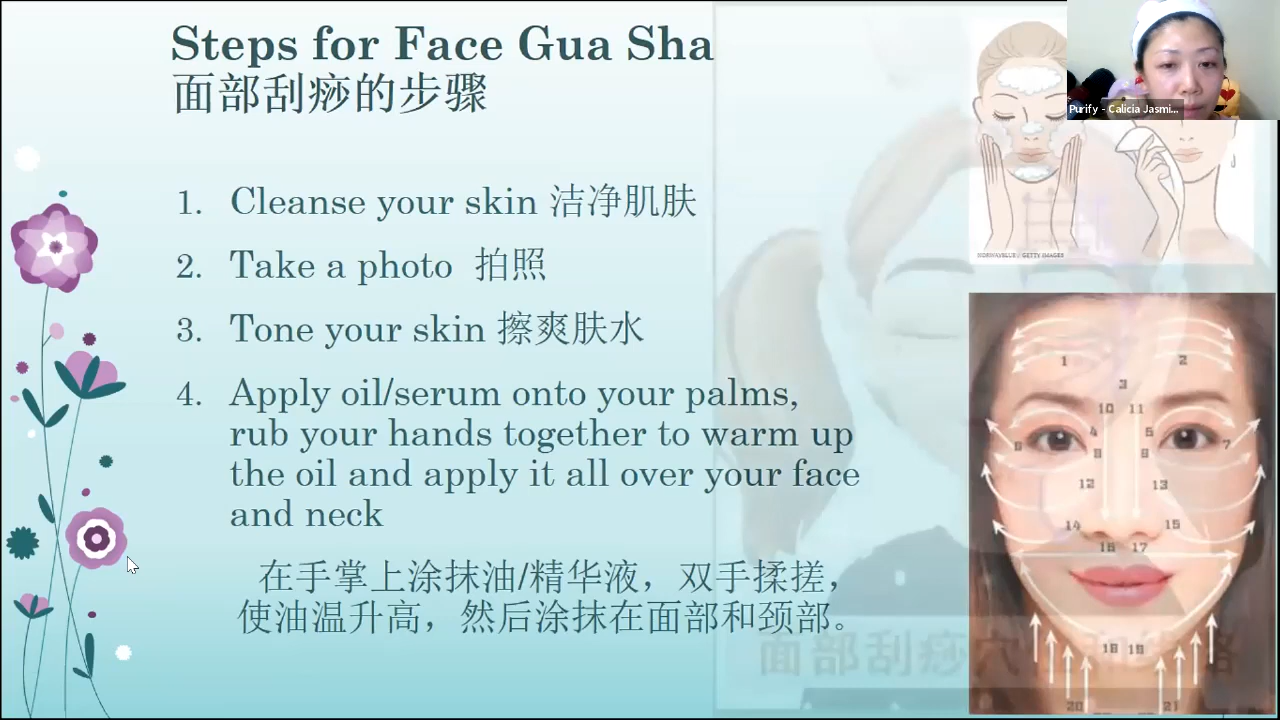 Steps for Face Gua Sha
面部刮痧的步骤
Purify - Calicia Jasmi...
1. Cleanse your skin 洁净肌肤
2. Take a photo 拍照
3. Tone your skin 擦爽肤水
4. Apply oil/serum onto your palms,
rub your hands together to warm up
the oil and apply it all over your face
and neck
在手掌上涂抹油/精华液，双手揉搓，
使油温升高，然后涂抹在面部和颈部。
GETTY IMAGES
1 2
3
10 11
4 5
6 7
8 9
12 13
14 15
16 17
18 19
20 21
面部刮痧穴